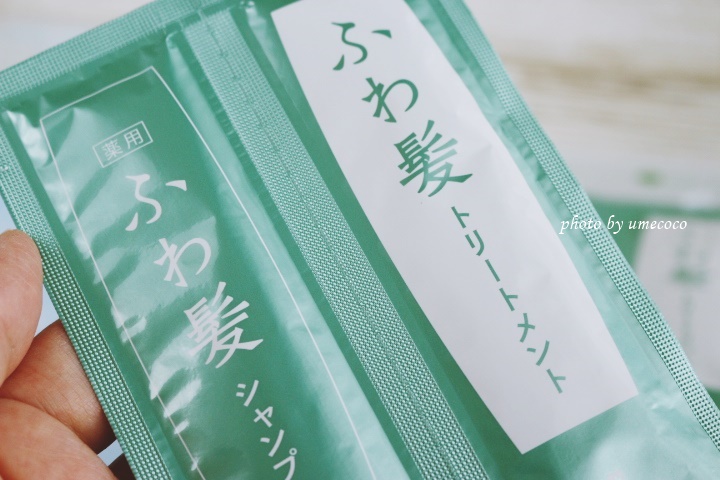 薬用
ふわ髪
シャンプ
ふわ髪
トリートメント
photo by umecoco